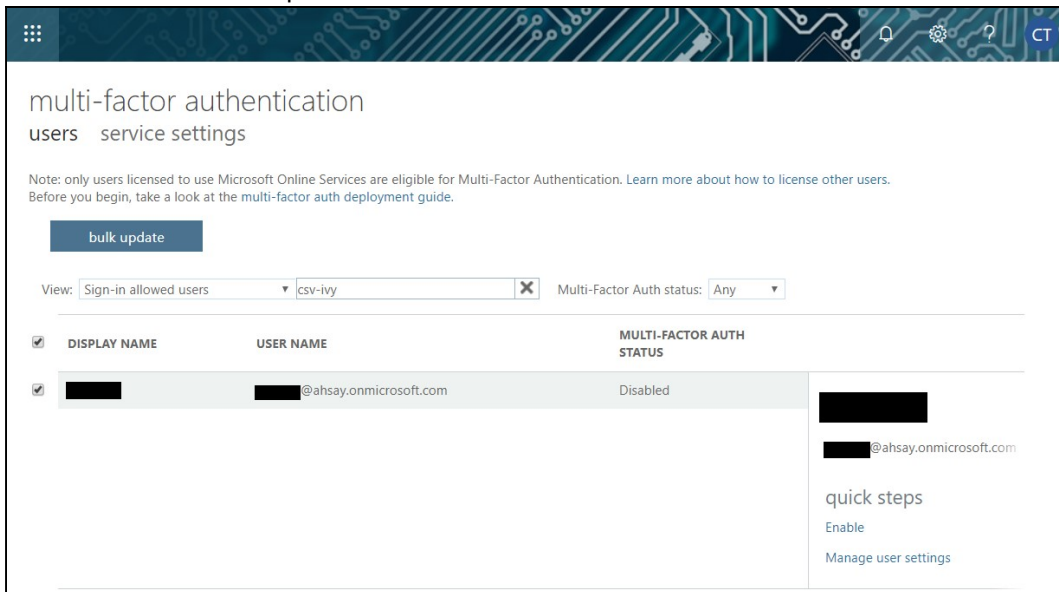 CT
multi-factor authentication
users service settings
Note: only users licensed to use Microsoft Online Services are eligible for Multi-Factor Authentication. Learn more about how to license other users.
Before you begin, take a look at the multi-factor auth deployment guide.
bulk update
View: Sign-in allowed users csv-ivy Multi-Factor Auth status: Any
DISPLAY NAME USER NAME MULTI-FACTOR AUTH
STATUS
@ahsay.onmicrosoft.com Disabled
@ahsay.onmicrosoft.com
quick steps
Enable
Manage user settings